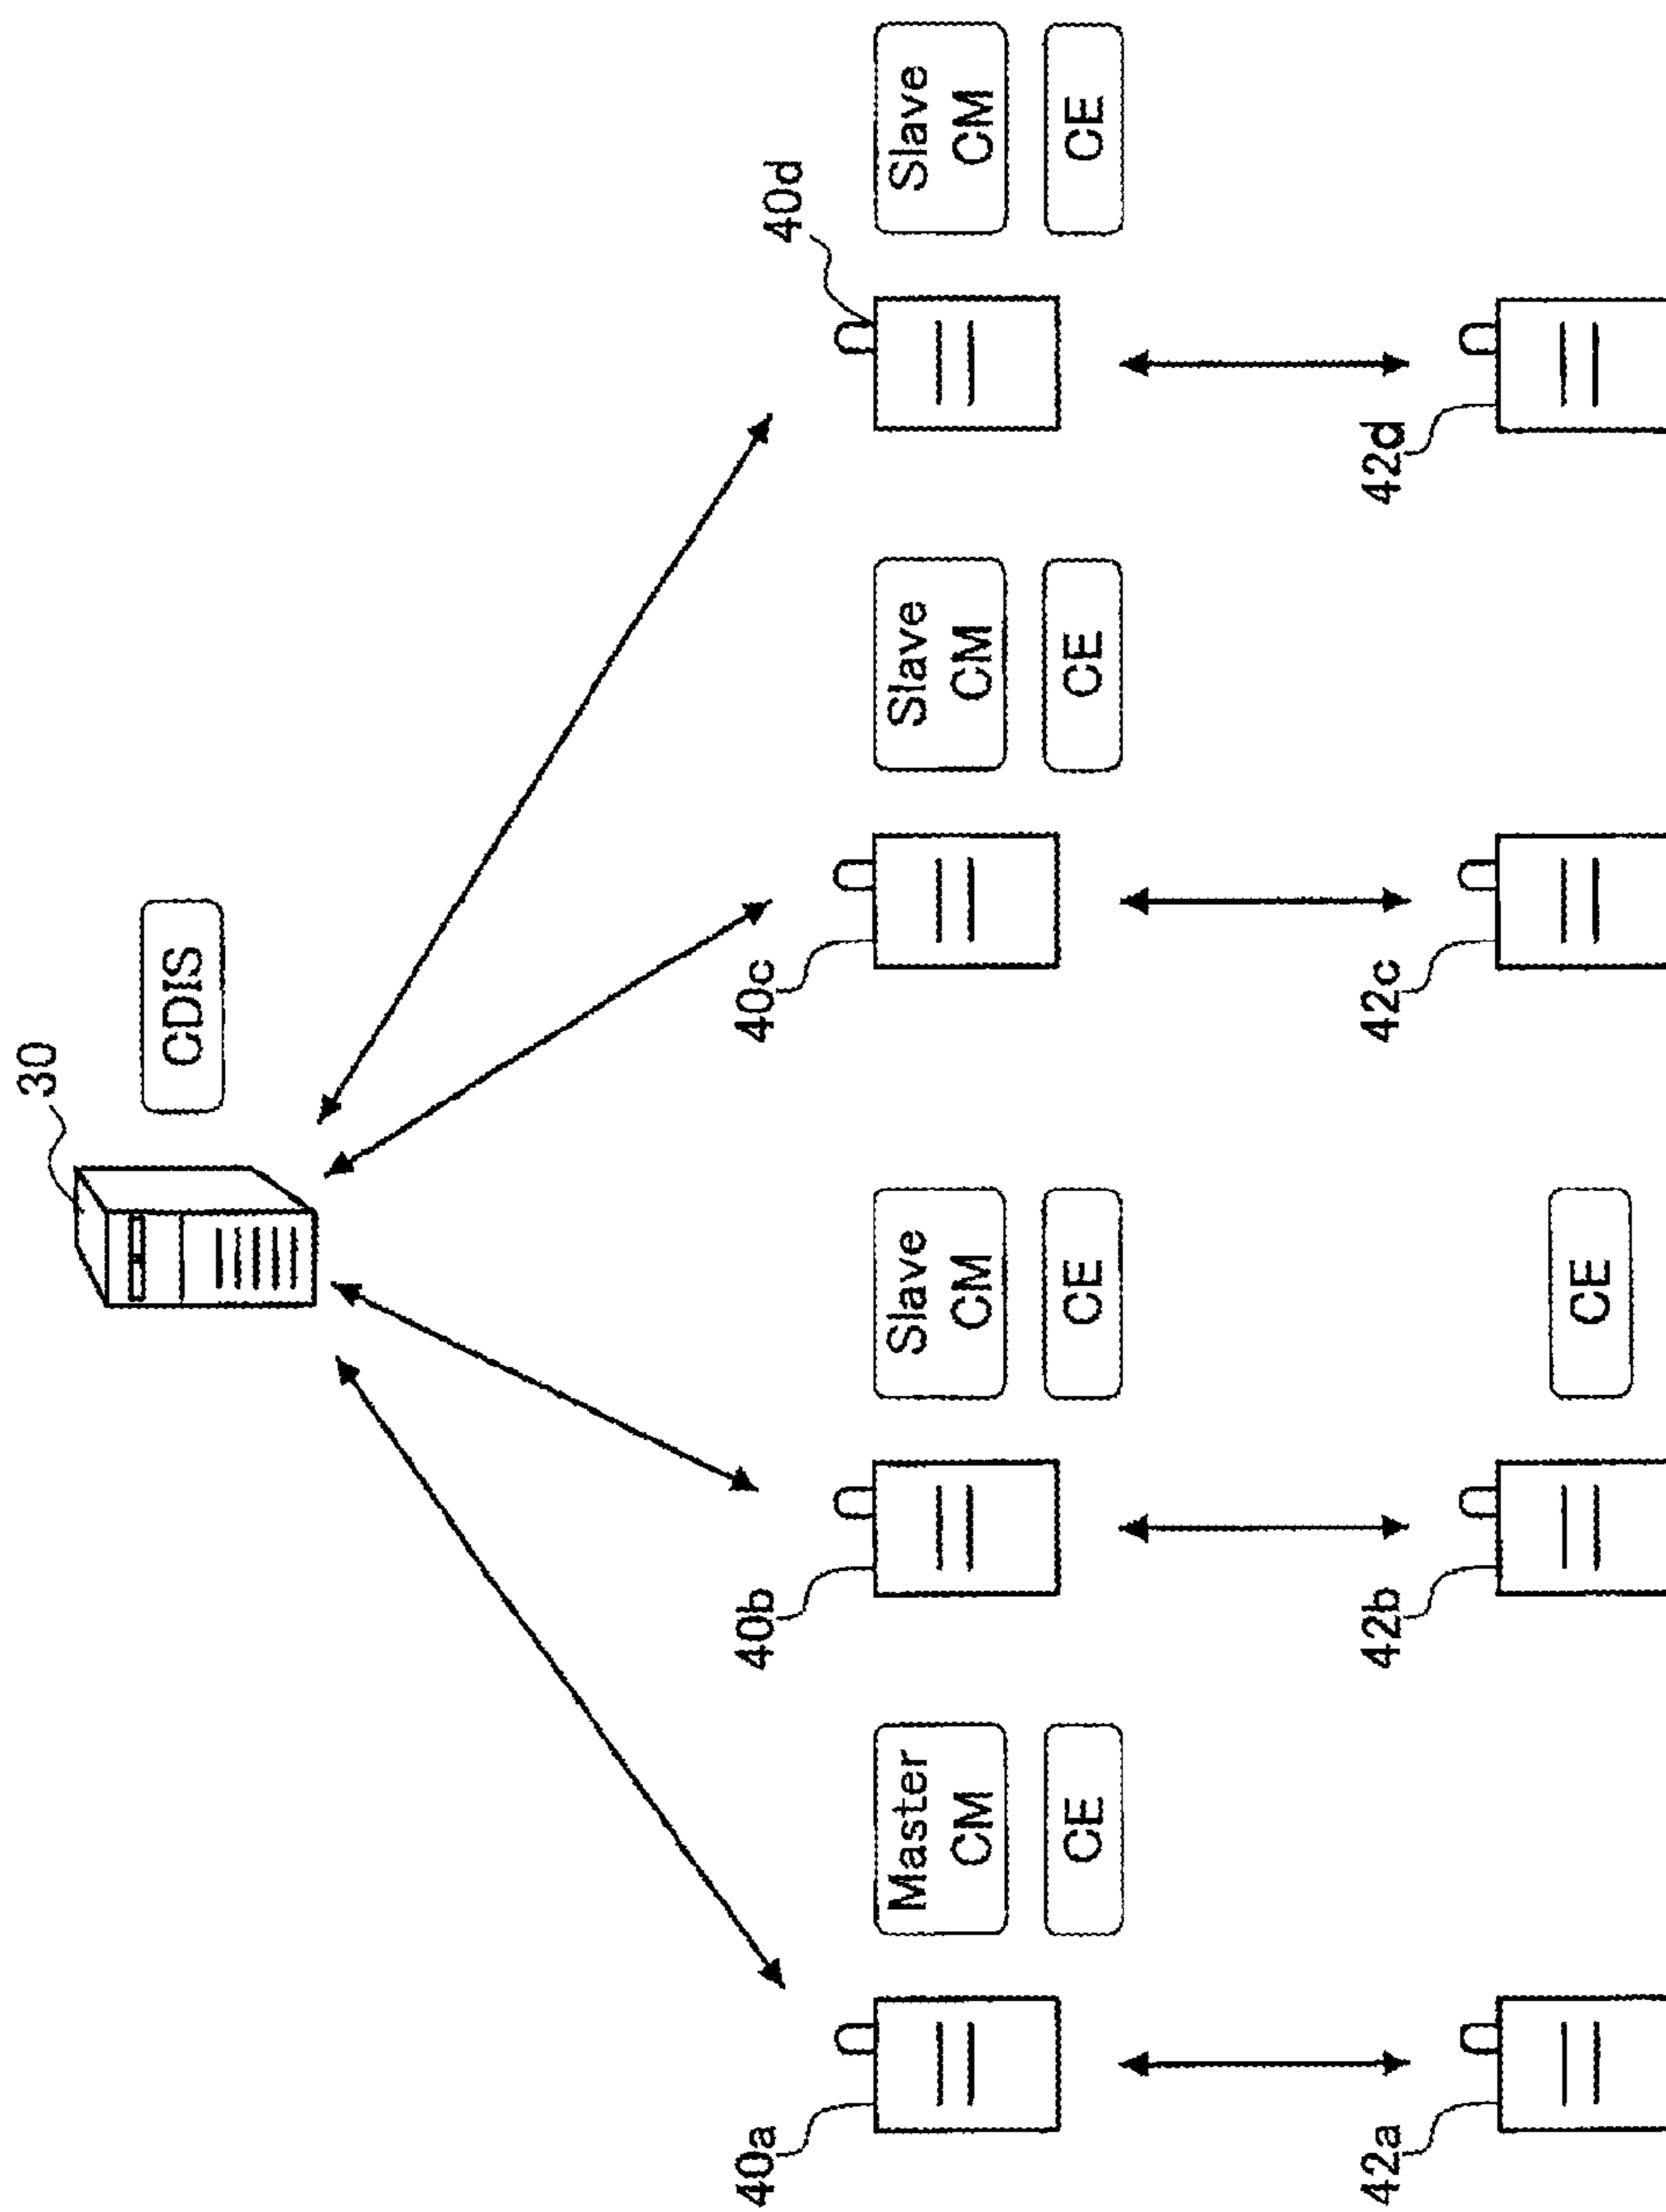 30
CDIS
40a
Master
CM
CE
40b
Slave
CM
CE
40c
Slave
CM
CE
40d
Slave
CM
CE
42a
42b
CE
42c
42d